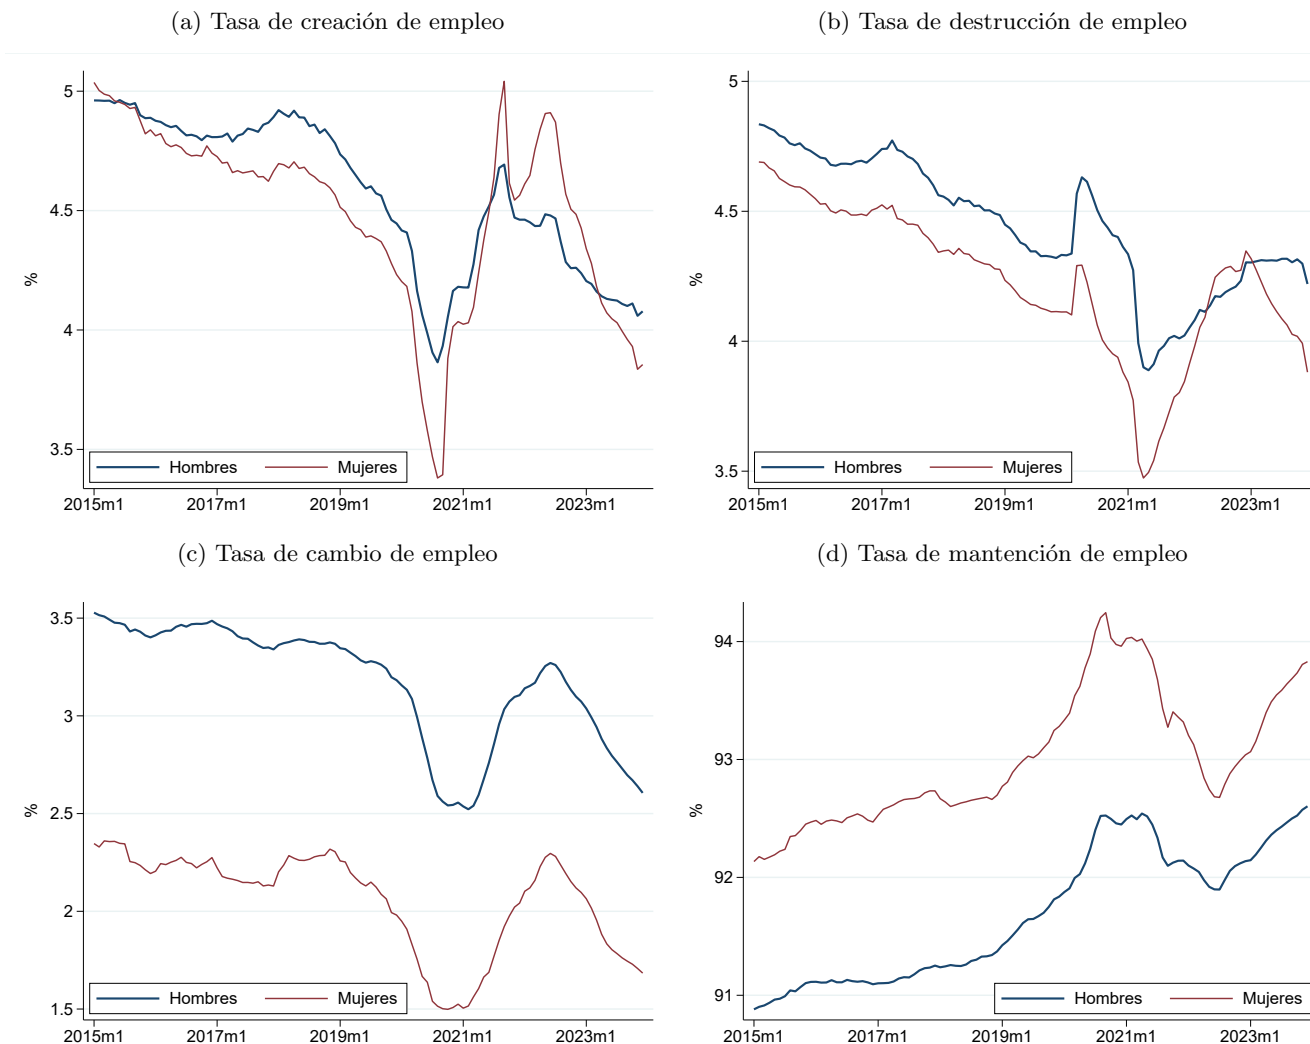 (a) Tasa de creación de empleo
5
4.5
4
3.5
%
Hombres Mujeres
2015m1 2017m1 2019m1 2021m1 2023m1
(b) Tasa de destrucción de empleo
5
4.5
4
3.5
%
Hombres Mujeres
2015m1 2017m1 2019m1 2021m1 2023m1
(c) Tasa de cambio de empleo
3.5
3
2.5
2
1.5
%
Hombres Mujeres
2015m1 2017m1 2019m1 2021m1 2023m1
(d) Tasa de mantención de empleo
94
93
92
91
%
Hombres Mujeres
2015m1 2017m1 2019m1 2021m1 2023m1